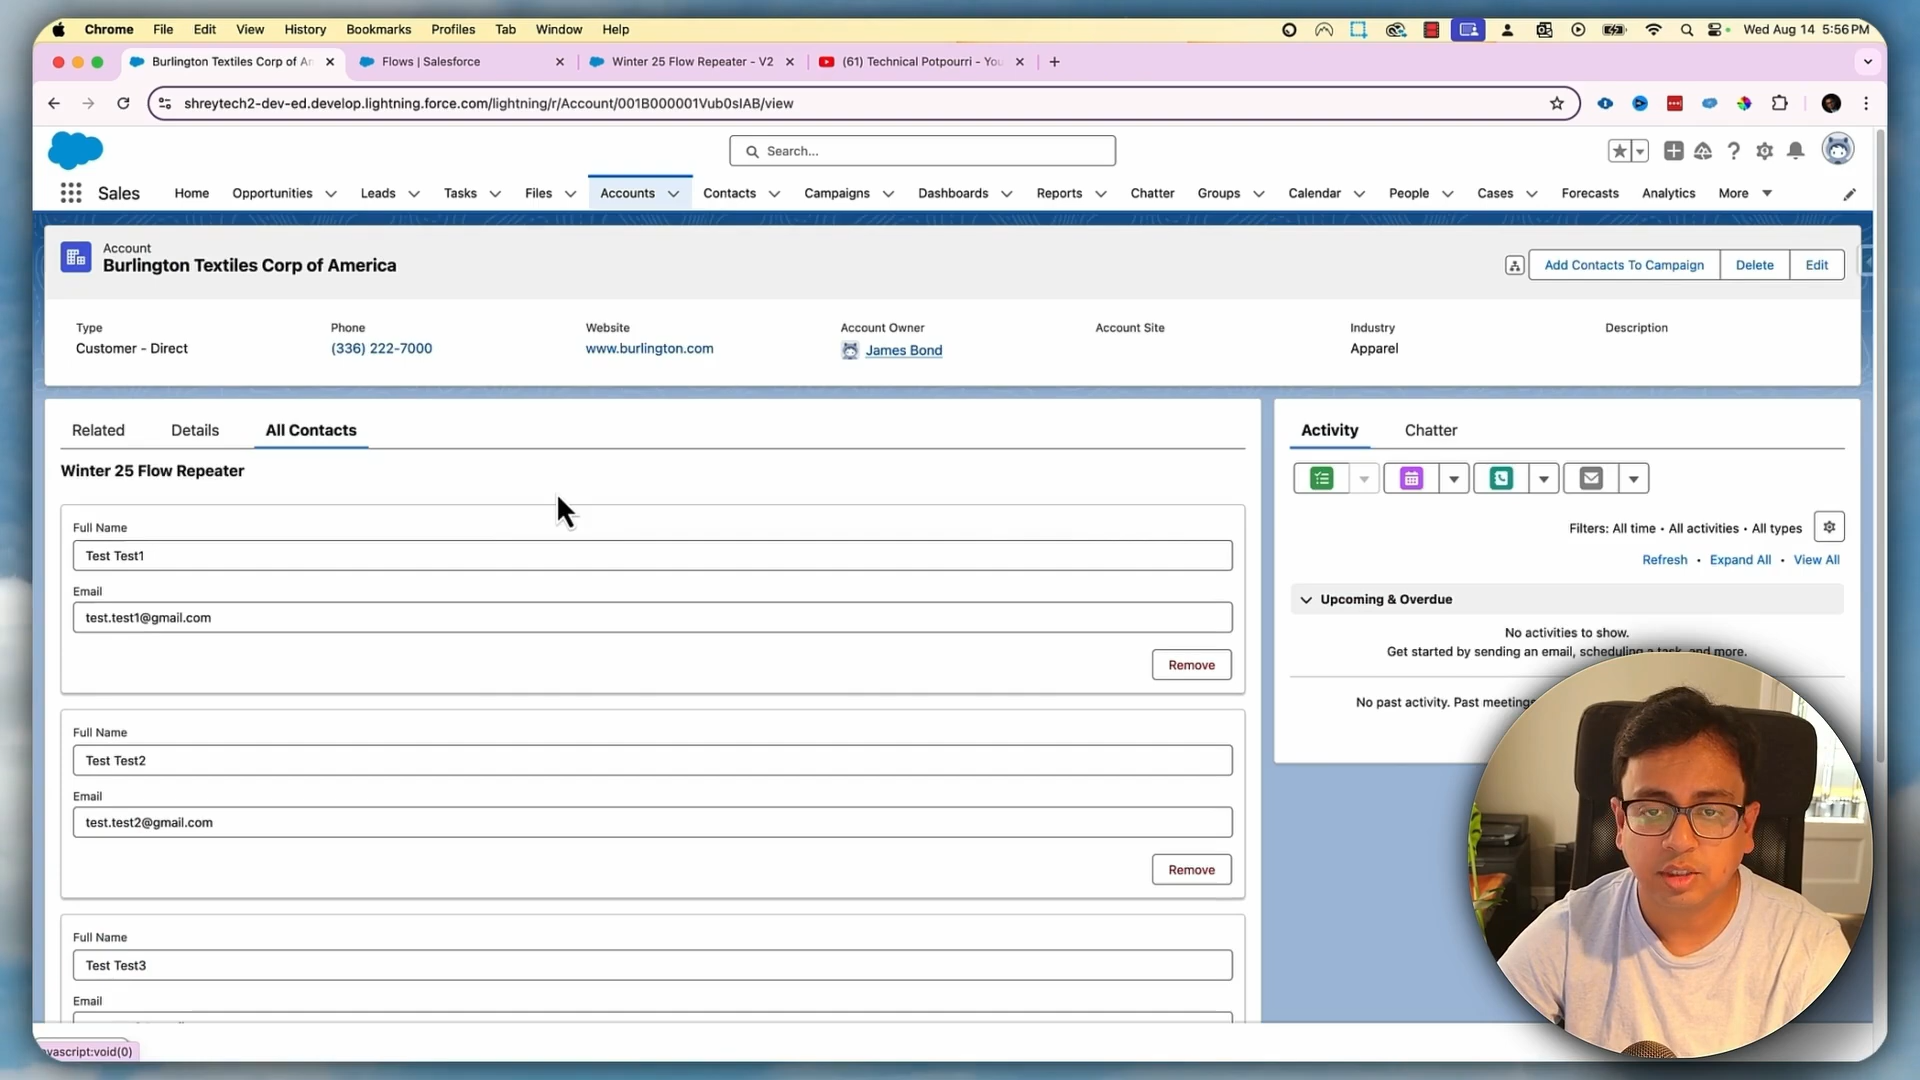 Chrome File Edit View History Bookmarks Profiles Tab Window Help Wed Aug 14 5:56 PM
Burlington Textiles Corp of An Flows | Salesforce Winter 25 Flow Repeater - V2 (61) Technical Potpourri - You
shreytech2-dev-ed.develop.lightning.force.com/lightning/r/Account/001B000001Vub0sIAB/view
Search...
Sales Home Opportunities Leads Tasks Files Accounts Contacts Campaigns Dashboards Reports Chatter Groups Calendar People Cases Forecasts Analytics More
Account
Burlington Textiles Corp of America
Add Contacts To Campaign Delete Edit
Type Phone Website Account Owner Account Site Industry Description
Customer - Direct (336) 222-7000 www.burlington.com James Bond Apparel
Related Details All Contacts
Winter 25 Flow Repeater
Full Name
Test Test1
Email
test.test1@gmail.com
Remove
Full Name
Test Test2
Email
test.test2@gmail.com
Remove
Full Name
Test Test3
Email
Activity Chatter
Filters: All time • All activities • All types
Refresh • Expand All • View All
Upcoming & Overdue
No activities to show.
Get started by sending an email, scheduling a task, and more.
No past activity. Past meetings
avascript:void(0)